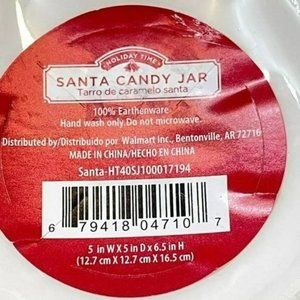 HOLIDAY TIME
SANTA CANDY JAR
Tarro de caramelo santa
100% Earthenware
Hand wash only. Do not microwave.
Distributed by/Distribuido por Walmart inc., Bentonville, AR 72716
MADE IN CHINA/HECHO EN CHINA
Santa-HT40SJ100017194
6 79418 04710 7
5 in W X 5 in D x 6.5 in H
(12.7 cm X 12.7 cm X 16.5 cm)